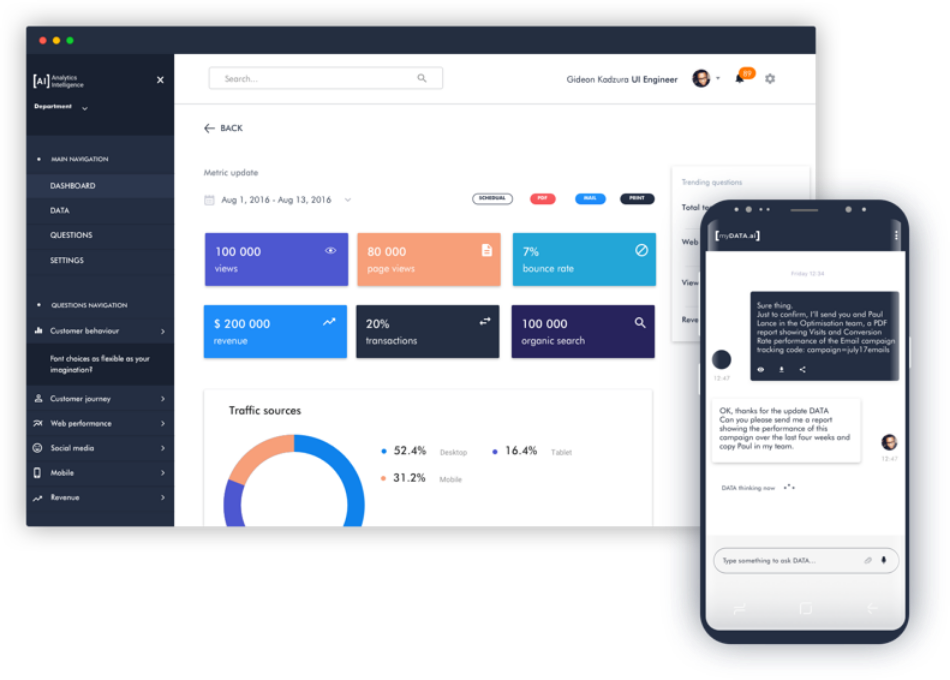 [AI] Analytics
Intelligence
Department
MAIN NAVIGATION
DASHBOARD
DATA
QUESTIONS
SETTINGS
QUESTIONS NAVIGATION
Customer behaviour
Font choices as flexible as your
imagination?
Customer journey
Web performance
Social media
Mobile
Revenue
Search...
Gideon Kadzura UI Engineer
89
BACK
Metric update
Aug 1, 2016 - Aug 13, 2016
SCHEDUAL
PDF
MAIL
PRINT
100 000
views
80 000
page views
7%
bounce rate
$ 200 000
revenue
20%
transactions
100 000
organic search
Traffic sources
52.4% Desktop
16.4% Tablet
31.2% Mobile
Trending questions
Total
Web
View
Reve
[myDATA.ai]
Friday 12:34
Sure thing.
Just to confirm, I'll send you and Paul
Lance in the Optimisation team, a PDF
report showing Visits and Conversion
Rate performance of the Email campaign
tracking code: campaign=july17emails
12:47
OK, thanks for the update DATA
Can you please send me a report
showing the performance of this
campaign over the last four weeks and
copy Paul in my team.
12:47
DATA thinking now
Type something to ask DATA...